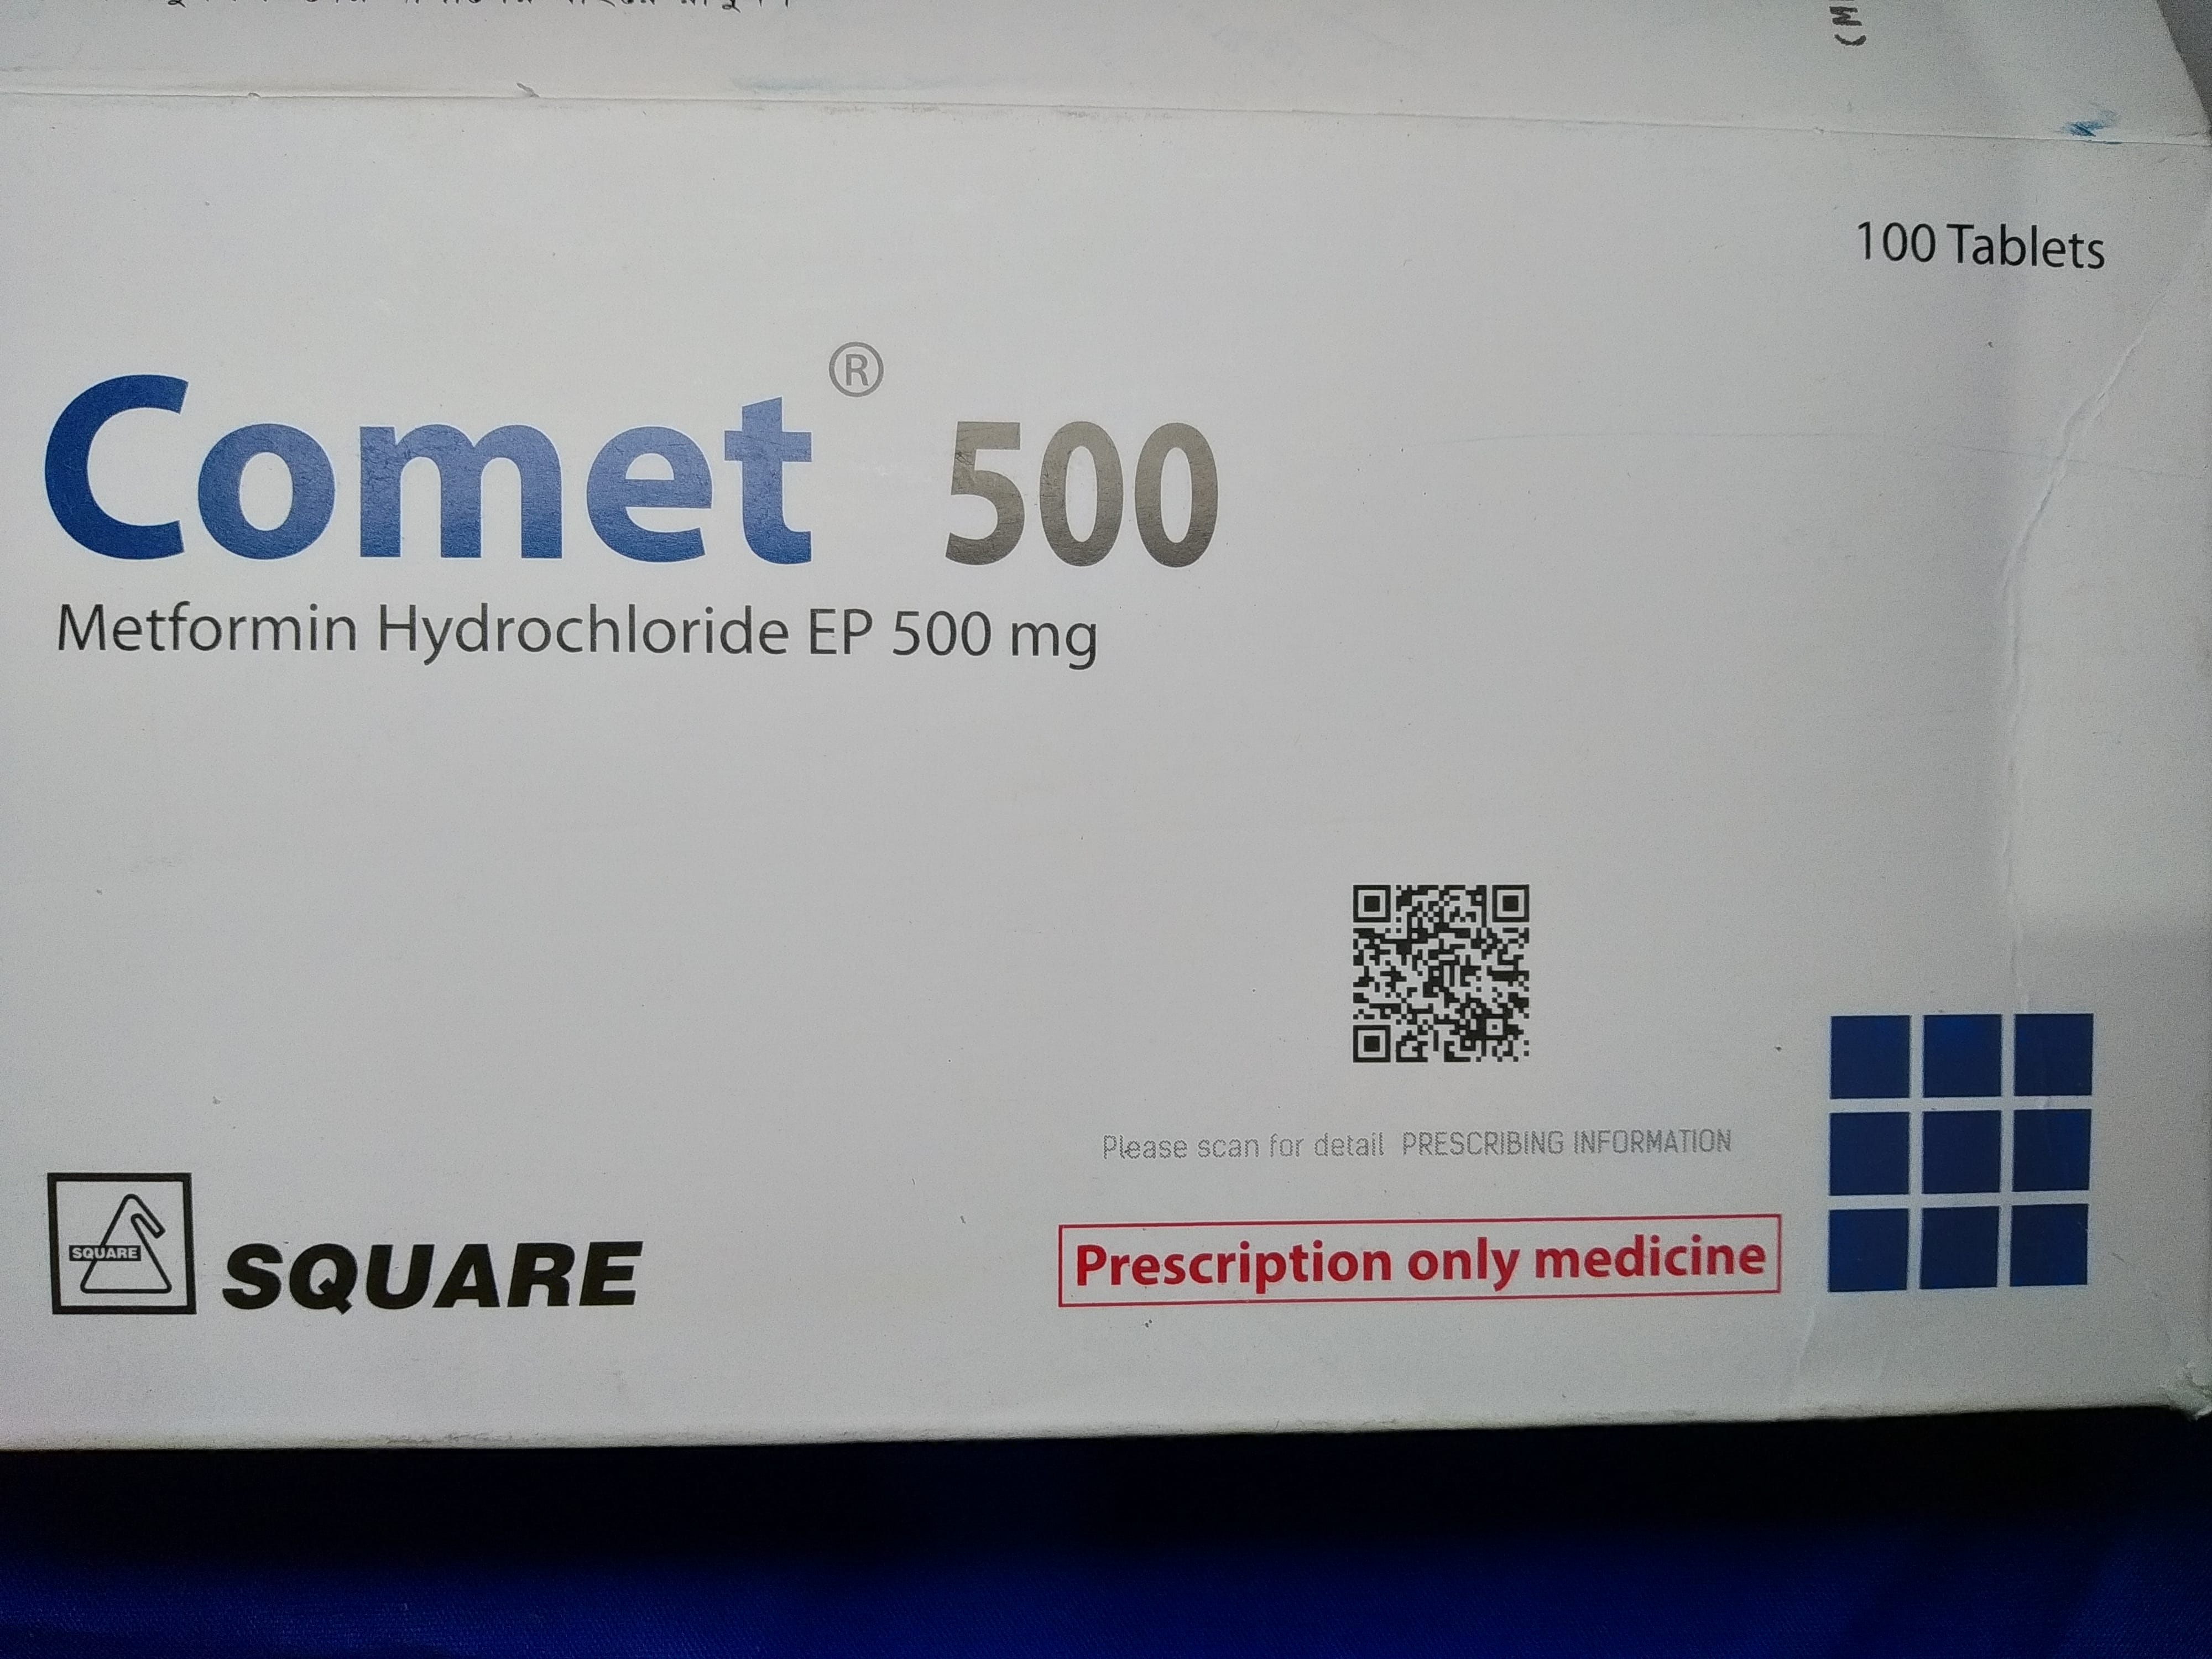 100 Tablets
Comet® 500
Metformin Hydrochloride EP 500 mg
Please scan for detail PRESCRIBING INFORMATION
SQUARE
SQUARE
Prescription only medicine